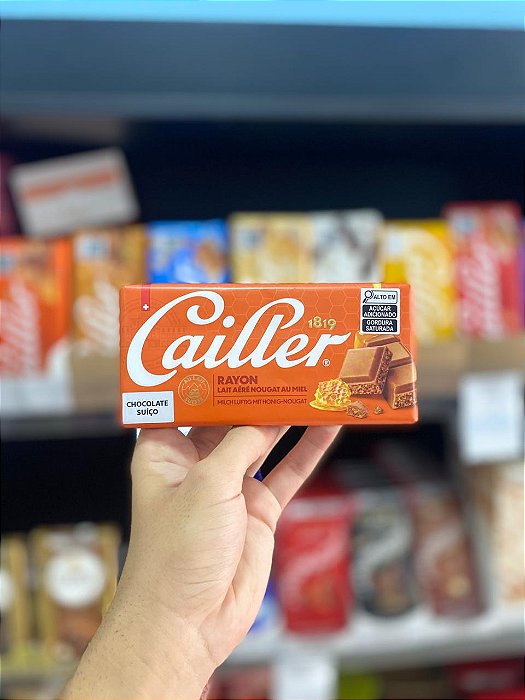 Cailler
1819
®
RAYON
LAIT AÉRÉ NOUGAT AU MIEL
MILCH LUFTIG MIT HONIG-NOUGAT
CHOCOLATE
SUÍÇO
ALTO EM
AÇÚCAR
ADICIONADO
GORDURA
SATURADA